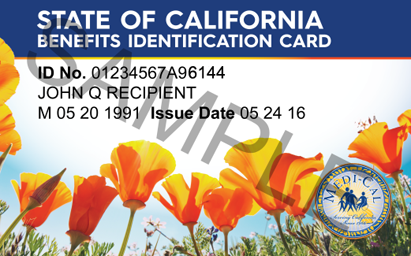 STATE OF CALIFORNIA
BENEFITS IDENTIFICATION CARD
ID No. 01234567A96144
JOHN Q RECIPIENT
M 05 20 1991 Issue Date 05 24 16
SAMPLE
MEDI-CAL